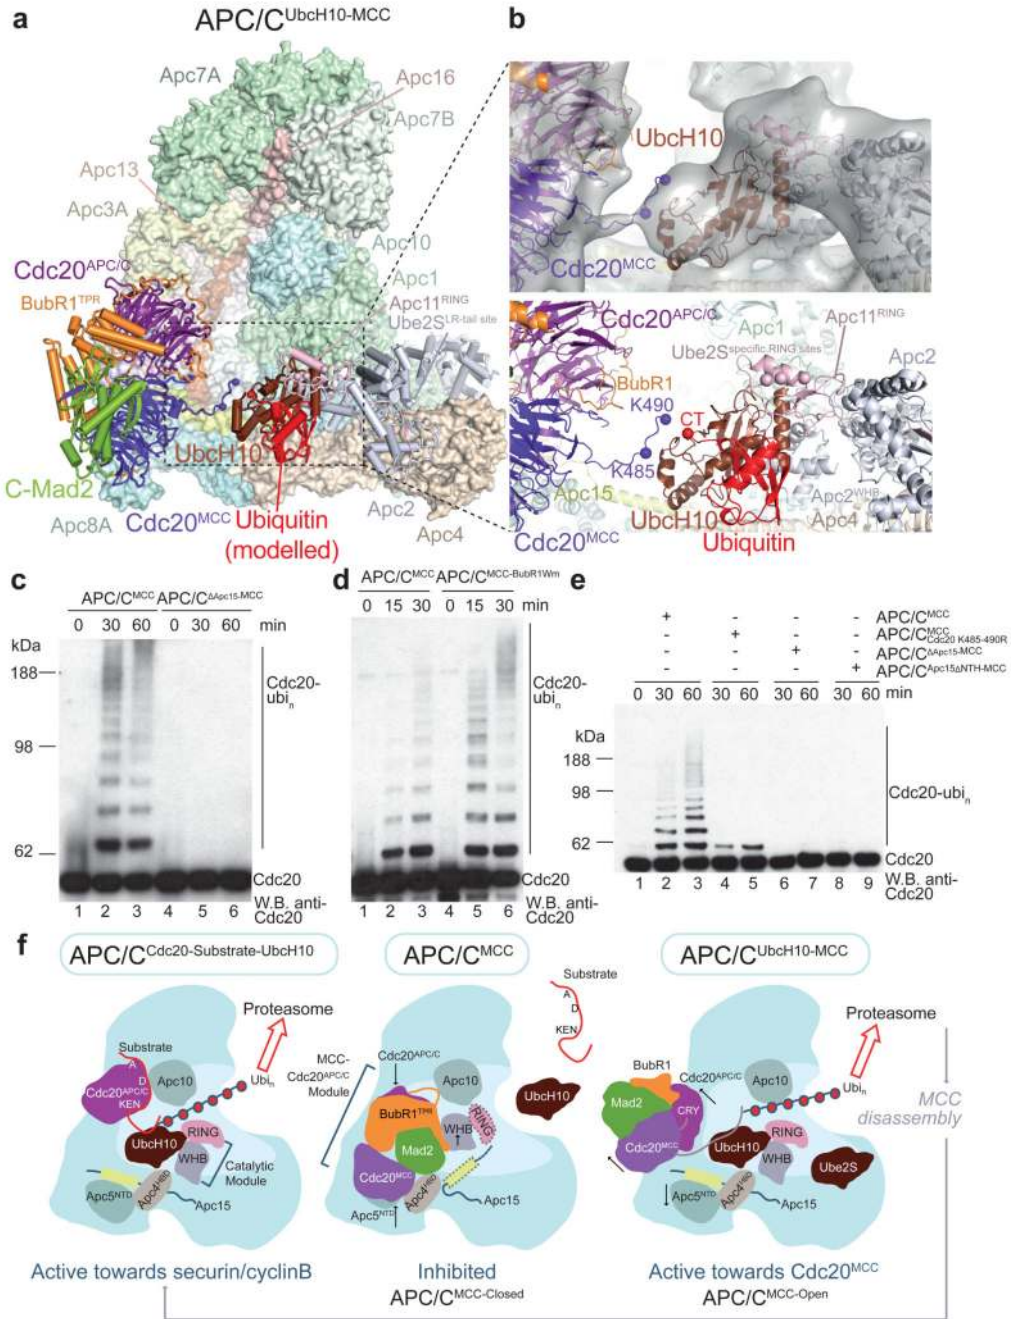 a
APC/C^UbcH10-MCC
Apc7A
Apc16
Apc7B
Apc13
Apc3A
Cdc20^APC/C
Apc10
BubR1^TPR
Apc1
Apc11^RING
Ube2S^LR-tail site
UbcH10
C-Mad2
Apc8A
Cdc20^MCC
Ubiquitin
(modelled)
Apc2
Apc4
b
UbcH10
Cdc20^MCC
Cdc20^APC/C
Apc1
Apc11^RING
Ube2S^specific RING sites
Apc2
BubR1
K490
CT
K485
Apc15
UbcH10
Apc2^WHB
Apc4
Cdc20^MCC
Ubiquitin
c
APC/C^MCC APC/C^ΔApc15-MCC
0 30 60 0 30 60 min
kDa
188
98
62
Cdc20-
ubi_n
Cdc20
1 2 3 4 5 6
W.B. anti-
Cdc20
d
APC/C^MCC APC/C^MCC-BubR1Wm
0 15 30 0 15 30 min
Cdc20-
ubi_n
Cdc20
1 2 3 4 5 6
W.B. anti-
Cdc20
e
+ - - - APC/C^MCC
- + - - APC/C^MCC_Cdc20 K485-490R
- - + - APC/C^ΔApc15-MCC
- - - + APC/C^Apc15ΔNTH-MCC
0 30 60 30 60 30 60 30 60 min
kDa
188
98
62
Cdc20-ubi_n
Cdc20
1 2 3 4 5 6 7 8 9
W.B. anti-
Cdc20
f
APC/C^Cdc20-Substrate-UbcH10
Proteasome
Substrate
A
D
KEN
Cdc20^APC/C
Apc10
Ubi_n
UbcH10
RING
WHB
Catalytic
Module
Apc5^NTD
Apc4^HBD
Apc15
Active towards securin/cyclinB
APC/C^MCC
Substrate
A
D
KEN
MCC-
Cdc20^APC/C
Module
Cdc20^APC/C
Apc10
BubR1^TPR
WHB
RING
UbcH10
Mad2
Cdc20^MCC
Apc4^HBD
Apc5^NTD
Apc15
Inhibited
APC/C^MCC-Closed
APC/C^UbcH10-MCC
Proteasome
BubR1
Cdc20^APC/C
Mad2
CRY
Apc10
Ubi_n
MCC
disassembly
Cdc20^MCC
UbcH10
RING
WHB
Ube2S
Apc5^NTD
Apc4^HBD
Apc15
Active towards Cdc20^MCC
APC/C^MCC-Open